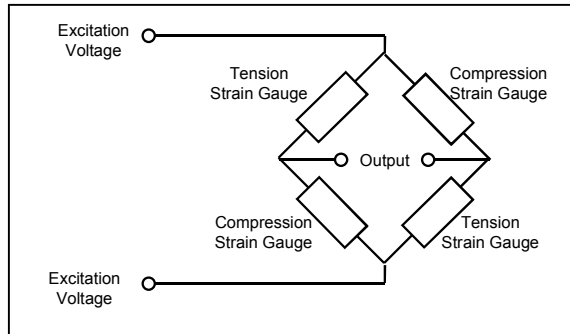 Excitation
Voltage
Tension
Strain Gauge
Compression
Strain Gauge
Output
Compression
Strain Gauge
Tension
Strain Gauge
Excitation
Voltage